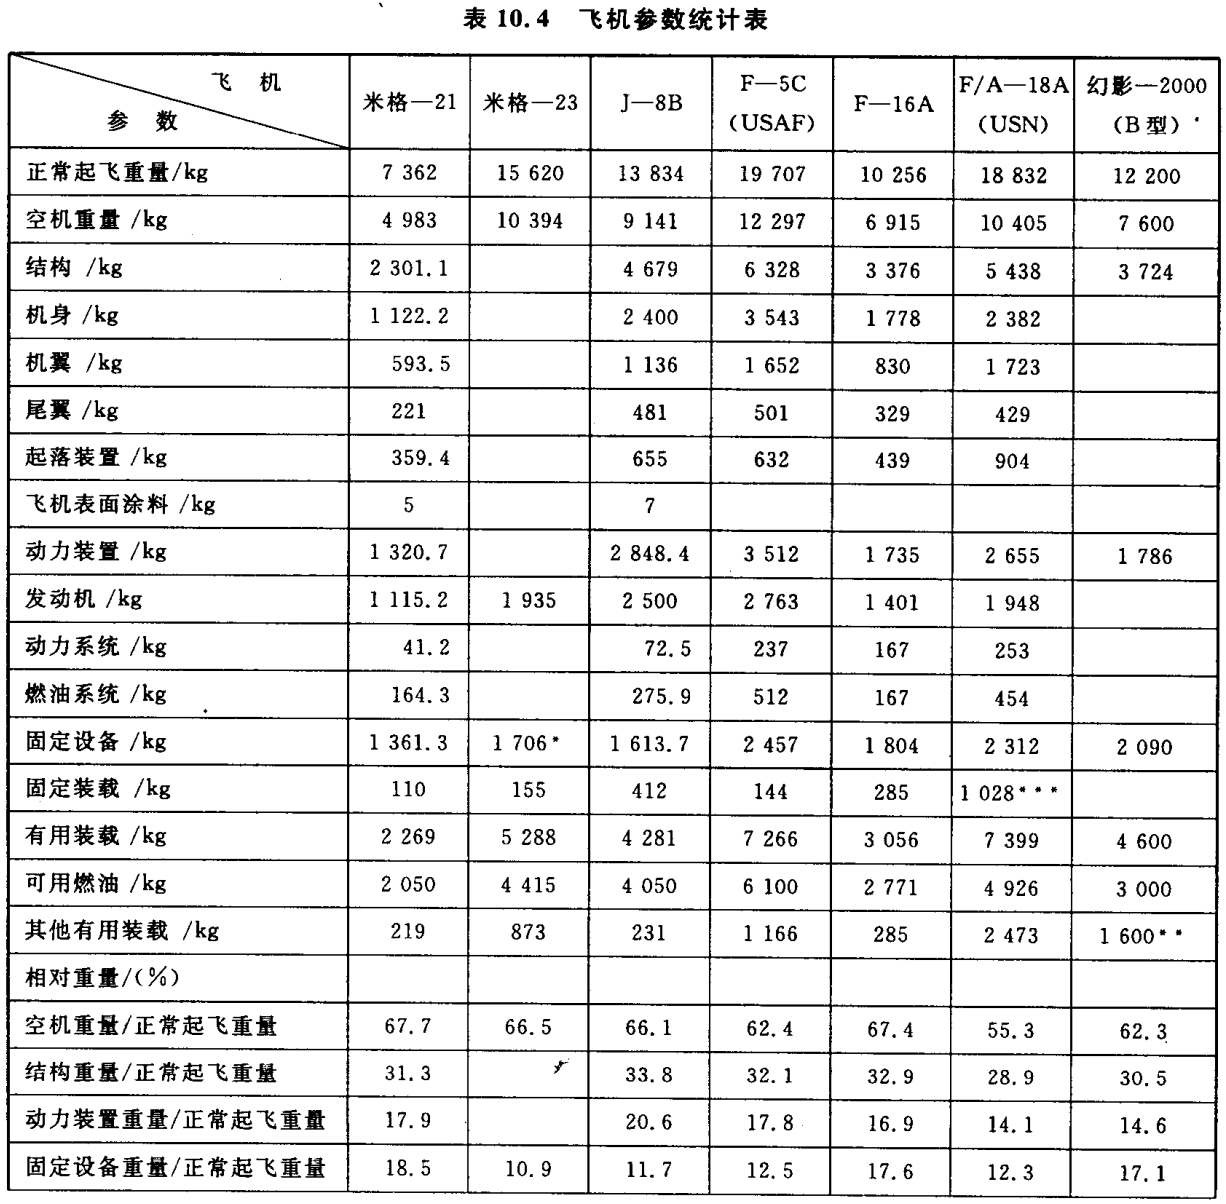 表 10.4 飞机参数统计表
飞 机
参 数
米格—21 米格—23 J—8B F—5C (USAF) F—16A F/A—18A (USN) 幻影—2000 (B 型)
正常起飞重量/kg 7 362 15 620 13 834 19 707 10 256 18 832 12 200
空机重量 /kg 4 983 10 394 9 141 12 297 6 915 10 405 7 600
结构 /kg 2 301.1 4 679 6 328 3 376 5 438 3 724
机身 /kg 1 122.2 2 400 3 543 1 778 2 382
机翼 /kg 593.5 1 136 1 652 830 1 723
尾翼 /kg 221 481 501 329 429
起落装置 /kg 359.4 655 632 439 904
飞机表面涂料 /kg 5 7
动力装置 /kg 1 320.7 2 848.4 3 512 1 735 2 655 1 786
发动机 /kg 1 115.2 1 935 2 500 2 763 1 401 1 948
动力系统 /kg 41.2 72.5 237 167 253
燃油系统 /kg 164.3 275.9 512 167 454
固定设备 /kg 1 361.3 1 706* 1 613.7 2 457 1 804 2 312 2 090
固定装载 /kg 110 155 412 144 285 1 028***
有用装载 /kg 2 269 5 288 4 281 7 266 3 056 7 399 4 600
可用燃油 /kg 2 050 4 415 4 050 6 100 2 771 4 926 3 000
其他有用装载 /kg 219 873 231 1 166 285 2 473 1 600**
相对重量/(%)
空机重量/正常起飞重量 67.7 66.5 66.1 62.4 67.4 55.3 62.3
结构重量/正常起飞重量 31.3 33.8 32.1 32.9 28.9 30.5
动力装置重量/正常起飞重量 17.9 20.6 17.8 16.9 14.1 14.6
固定设备重量/正常起飞重量 18.5 10.9 11.7 12.5 17.6 12.3 17.1